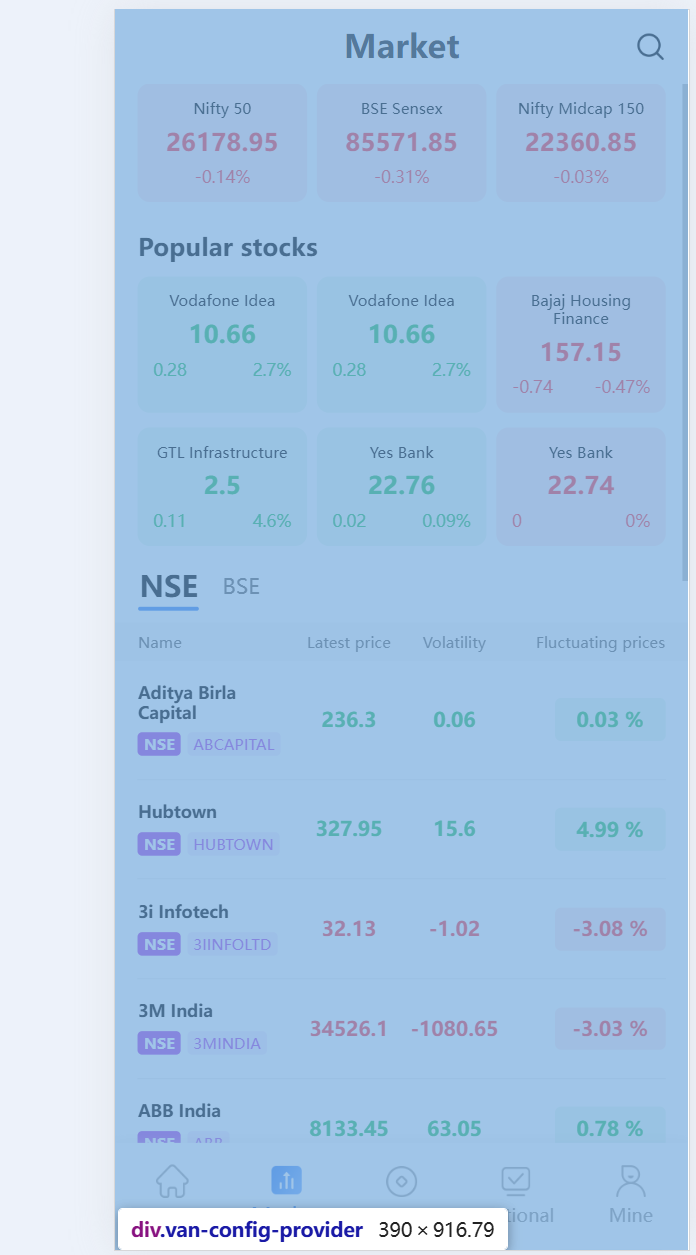 Market
Nifty 50 BSE Sensex Nifty Midcap 150
26178.95 85571.85 22360.85
-0.14% -0.31% -0.03%
Popular stocks
Vodafone Idea Vodafone Idea Bajaj Housing
Finance
10.66 10.66 157.15
0.28 2.7% 0.28 2.7% -0.74 -0.47%
GTL Infrastructure Yes Bank Yes Bank
2.5 22.76 22.74
0.11 4.6% 0.02 0.09% 0 0%
NSE BSE
Name Latest price Volatility Fluctuating prices
Aditya Birla
Capital
236.3 0.06 0.03 %
NSE ABCAPITAL
Hubtown
327.95 15.6 4.99 %
NSE HUBTOWN
3i Infotech
32.13 -1.02 -3.08 %
NSE 3IINFOLTD
3M India
34526.1 -1080.65 -3.03 %
NSE 3MINDIA
ABB India
8133.45 63.05 0.78 %
NSE ABB
Mine
div.van-config-provider 390 × 916.79